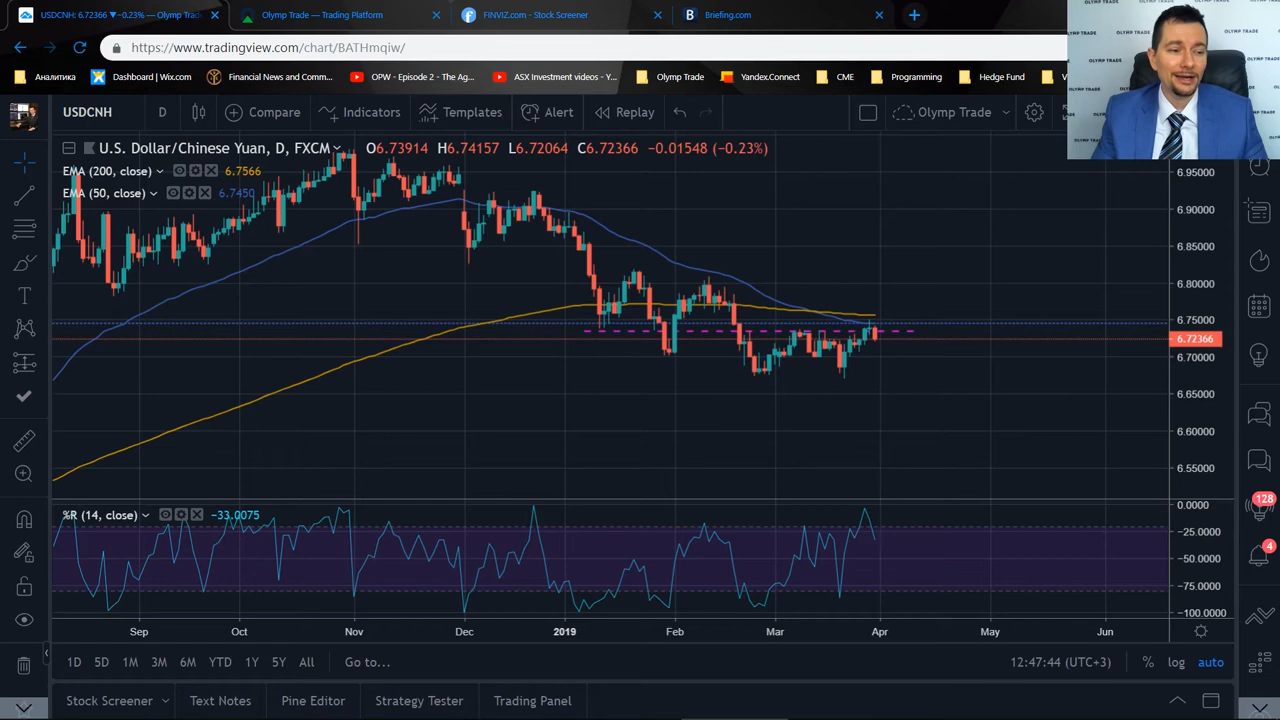 USDCNH: 6.72366 ▼−0.23% — Olymp Tra
Olymp Trade — Trading Platform
FINVIZ.com - Stock Screener
Briefing.com
https://www.tradingview.com/chart/BATHmqiw/
Аналитика
Dashboard | Wix.com
Financial News and Comm...
OPW - 2 - The Ag...
ASX Investor Videos - Y...
Olymp Trade
Yandex.Connect
CME
Programming
Hedge Fund
OLYMP TRADE
USDCNH
D
Compare
Indicators
Templates
Alert
Replay
Olymp Trade
U.S. Dollar/Chinese Yuan, D, FXCM
H6.74157 L6.72064 C6.72366 −0.01548 (−0.23%)
EMA (200, close) 6.7566
EMA (50, close) 6.7450
6.95000
6.90000
6.85000
6.80000
6.75000
6.72366
6.70000
6.65000
6.60000
6.55000
%R (14, close) −33.0075
0.0000
−25.0000
−50.0000
−75.0000
−100.0000
128
4
Sep Oct Nov Dec 2019 Feb Mar Apr May Jun
1D 5D 1M 3M 6M YTD 1Y 5Y All Go to... 12:47:44 (UTC+3) % log auto
Stock Screener Text Notes Pine Editor Strategy Tester Trading Panel